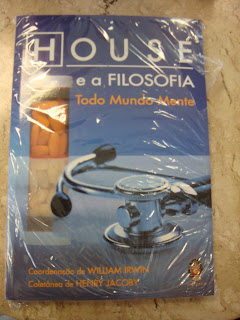 HOUSE
e a FILOSOFIA
Todo Mundo Mente
Coordenação de WILLIAM IRWIN
Coletânea de HENRY JACOBY